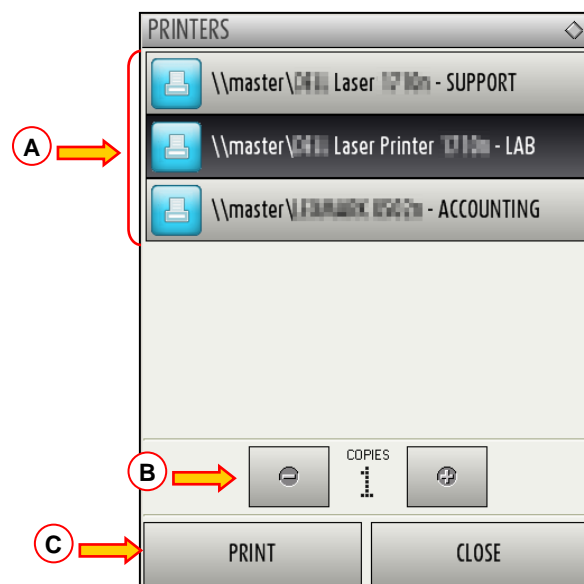 PRINTERS
\\master\ Laser - SUPPORT
\\master\ Laser Printer - LAB
\\master\ - ACCOUNTING
A
COPIES
1
B
C
PRINT
CLOSE